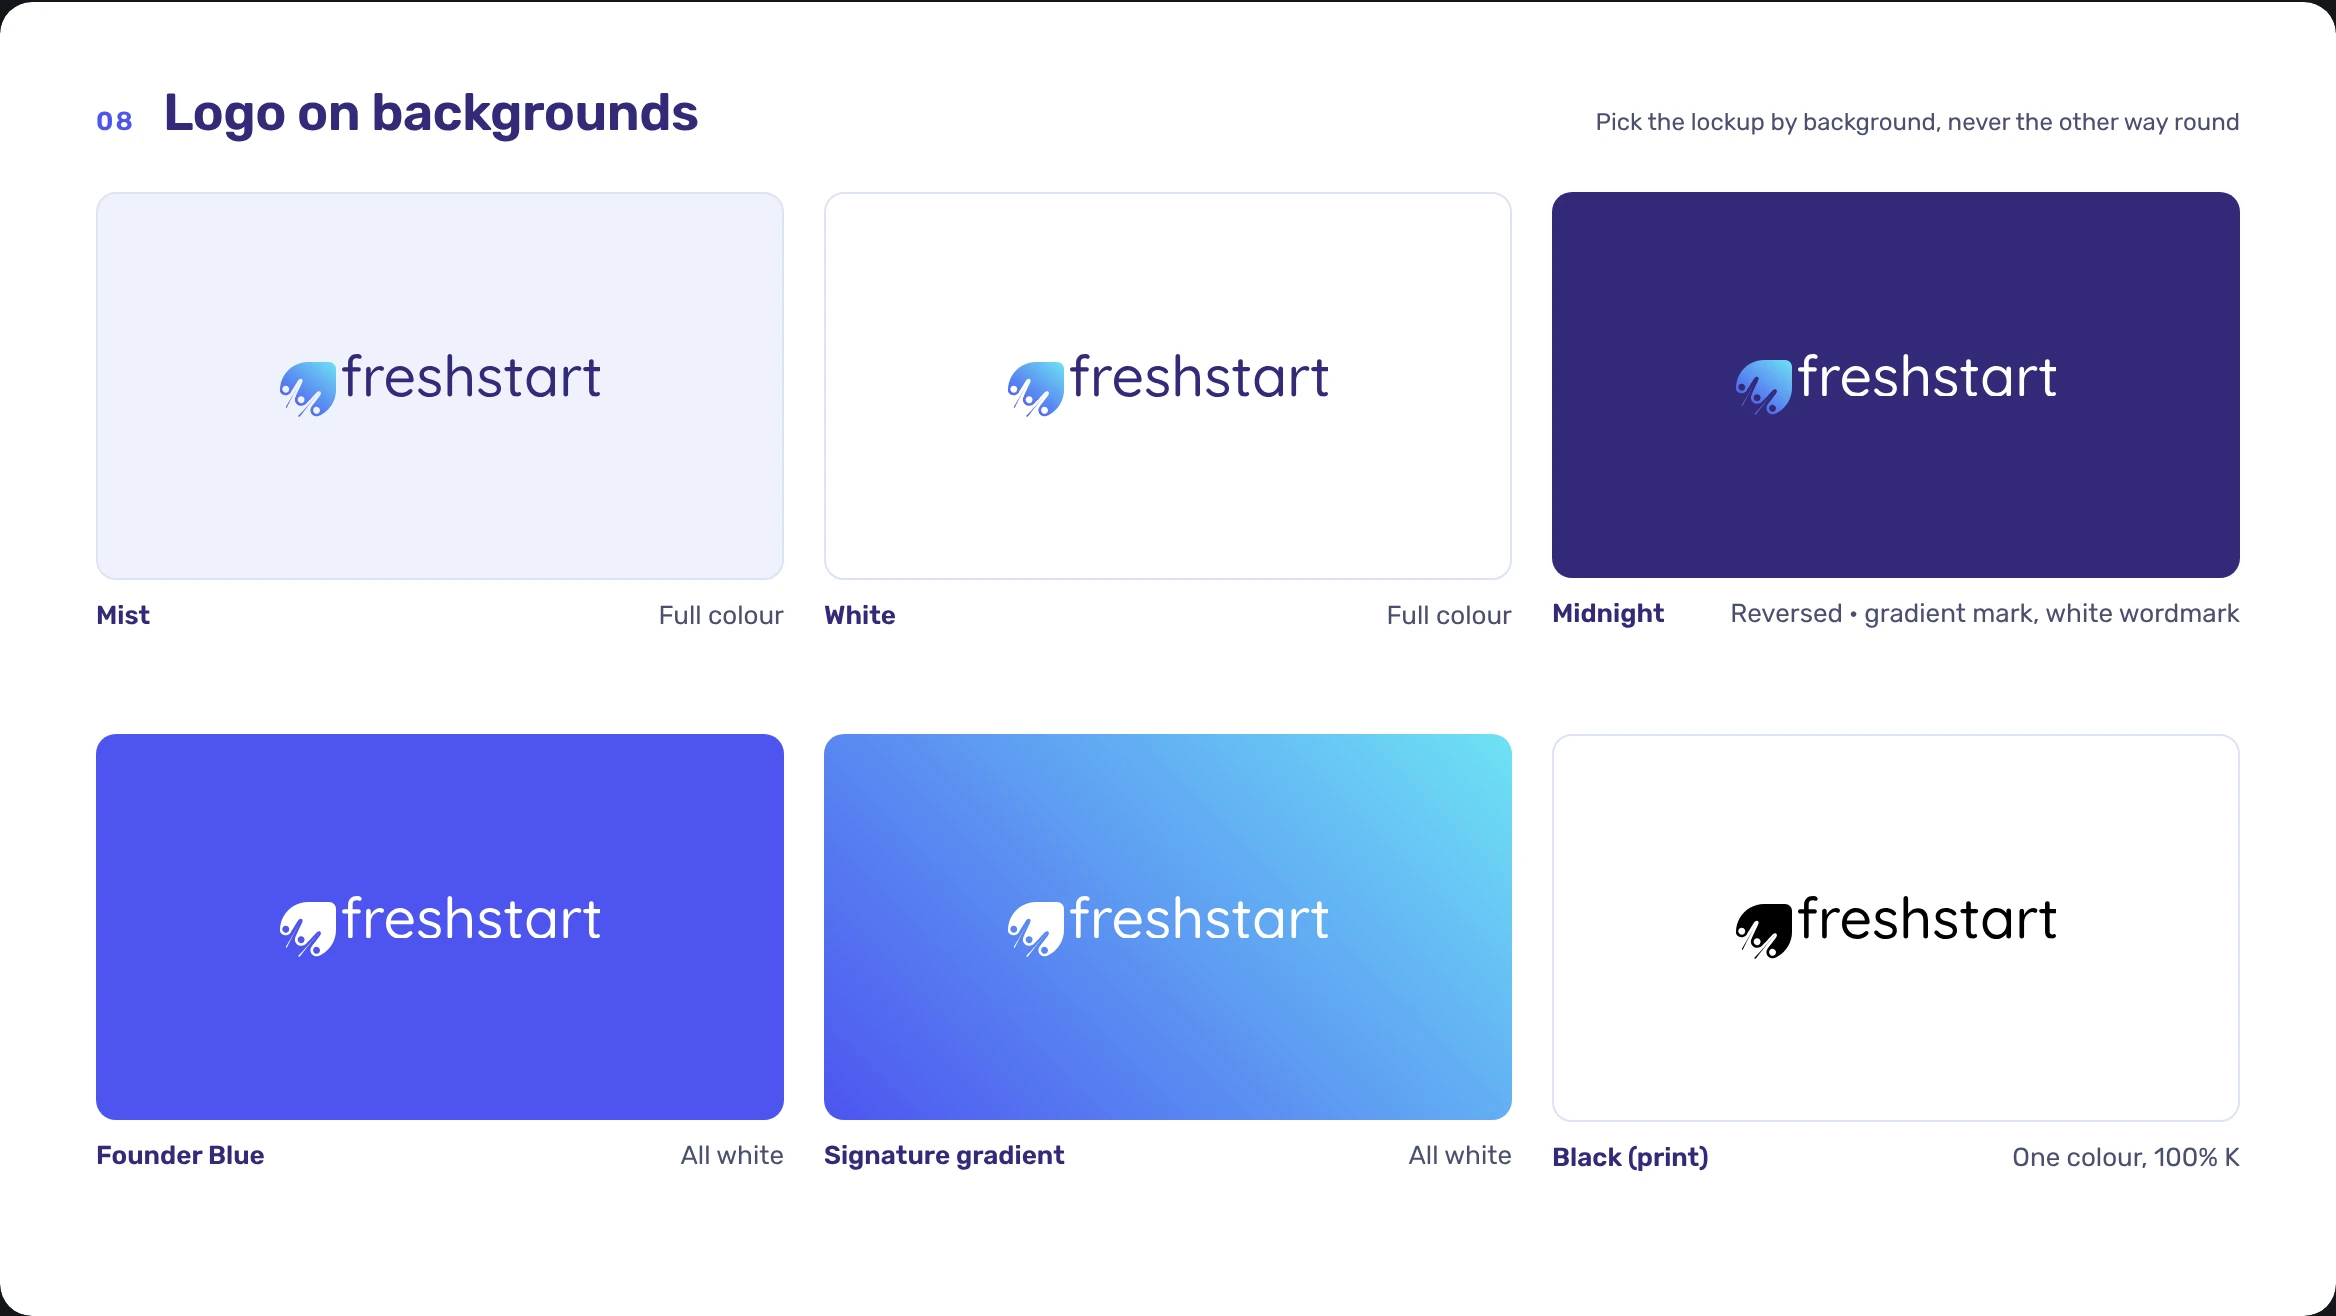 08 Logo on backgrounds
Pick the lockup by background, never the other way round
freshstart
Mist Full colour
freshstart
White Full colour
freshstart
Midnight Reversed • gradient mark, white wordmark
freshstart
Founder Blue All white
freshstart
Signature gradient All white
freshstart
Black (print) One colour, 100% K